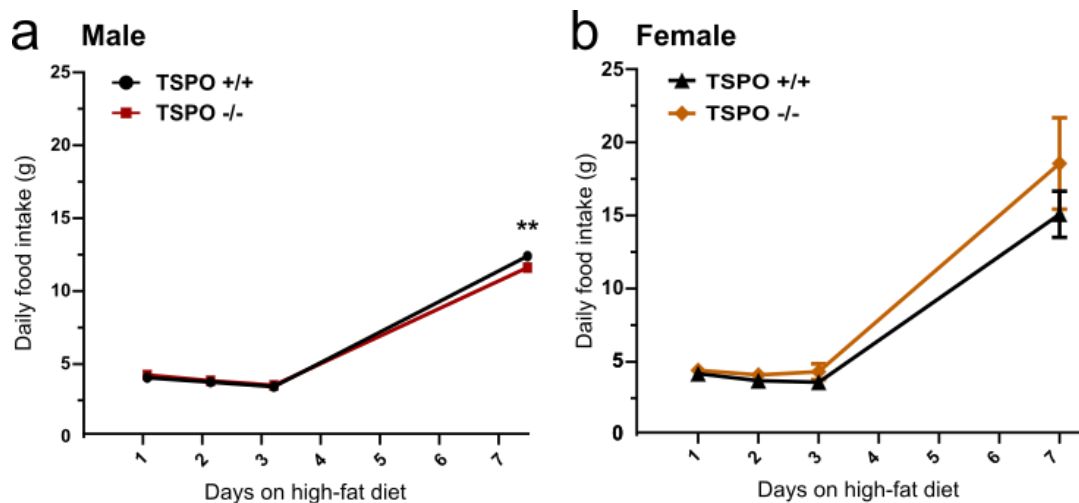 a Male
TSPO +/+
TSPO -/-
25
20
15
10
5
0
Daily food intake (g)
**
1 2 3 4 5 6 7
Days on high-fat diet
b Female
TSPO +/+
TSPO -/-
25
20
15
10
5
0
Daily food intake (g)
1 2 3 4 5 6 7
Days on high-fat diet